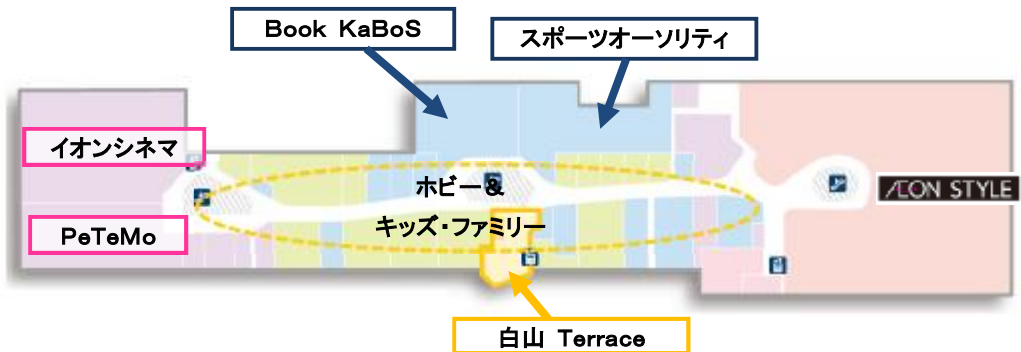 Book KaBoS
スポーツオーソリティ
イオンシネマ
ホビー&
キッズ・ファミリー
ÆON STYLE
PeTeMo
白山 Terrace